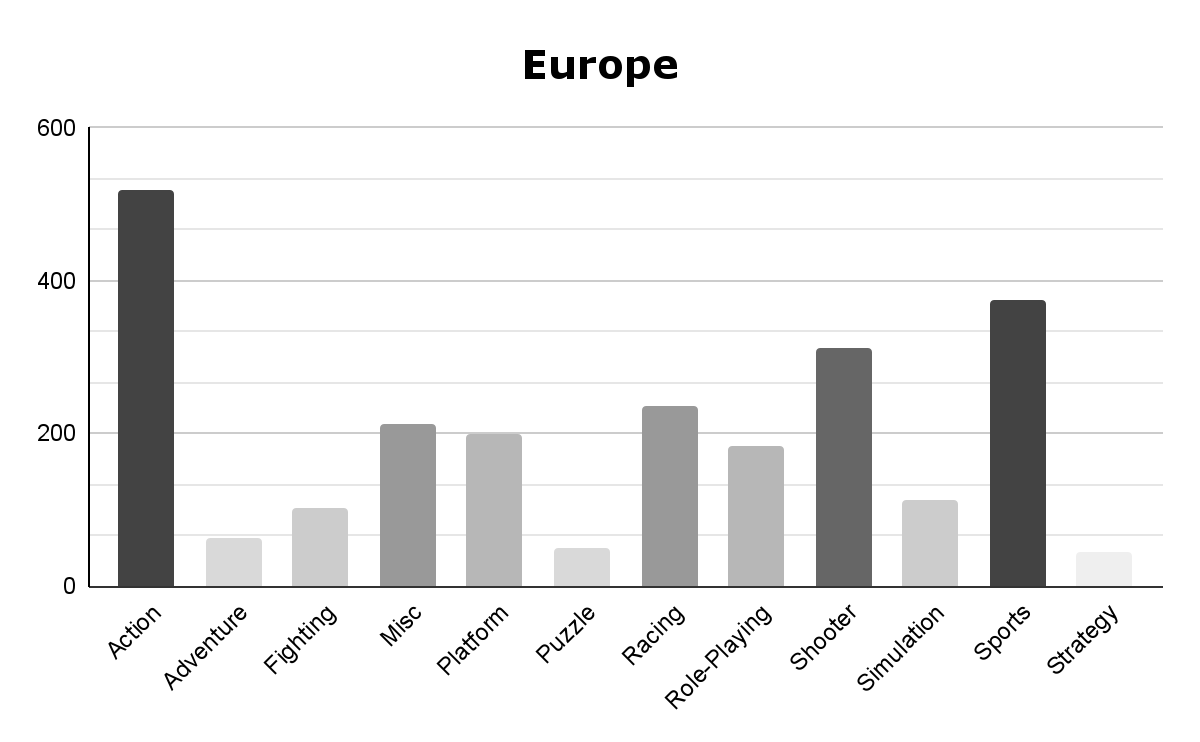 Europe
600
400
200
0
Action
Adventure
Fighting
Misc
Platform
Puzzle
Racing
Role-Playing
Shooter
Simulation
Sports
Strategy